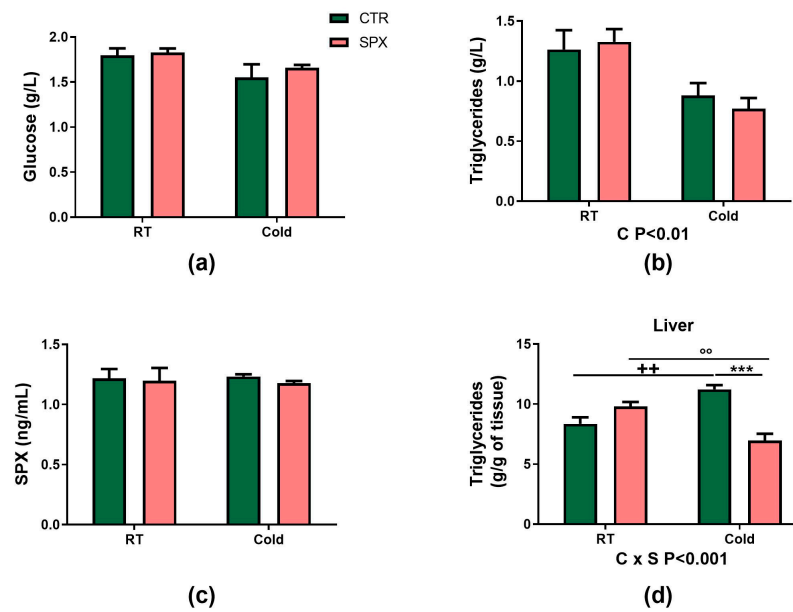 CTR
SPX
Glucose (g/L)
2.0
1.5
1.0
0.5
0.0
RT
Cold
(a)
Triglycerides (g/L)
1.5
1.0
0.5
0.0
RT
Cold
C P<0.01
(b)
SPX (ng/mL)
1.5
1.0
0.5
0.0
RT
Cold
(c)
Liver
Triglycerides
(g/g of tissue)
15
10
5
0
°°
++
***
RT
Cold
C x S P<0.001
(d)